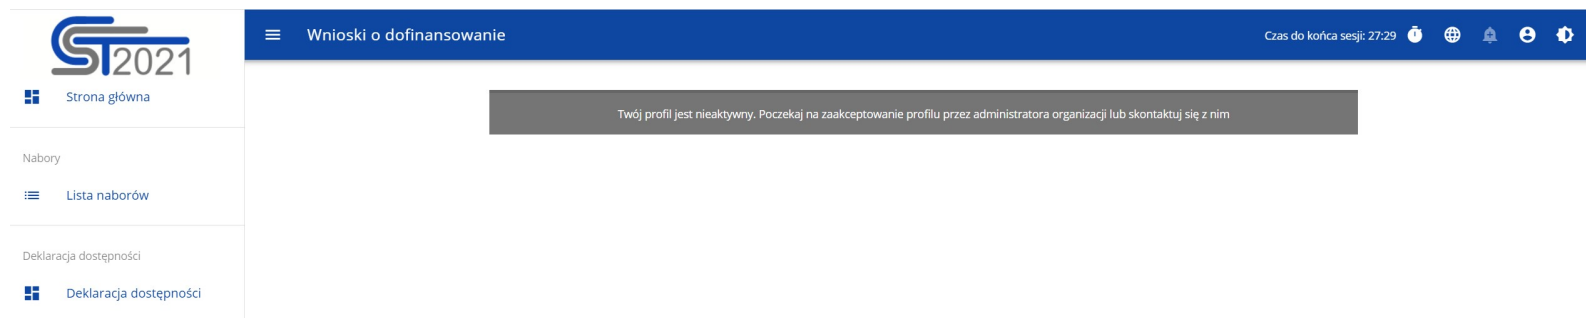 CST2021
Wnioski o dofinansowanie
Czas do końca sesji: 27:29
Strona główna
Twój profil jest nieaktywny. Poczekaj na zaakceptowanie profilu przez administratora organizacji lub skontaktuj się z nim
Nabory
Lista naborów
Deklaracja dostępności
Deklaracja dostępności